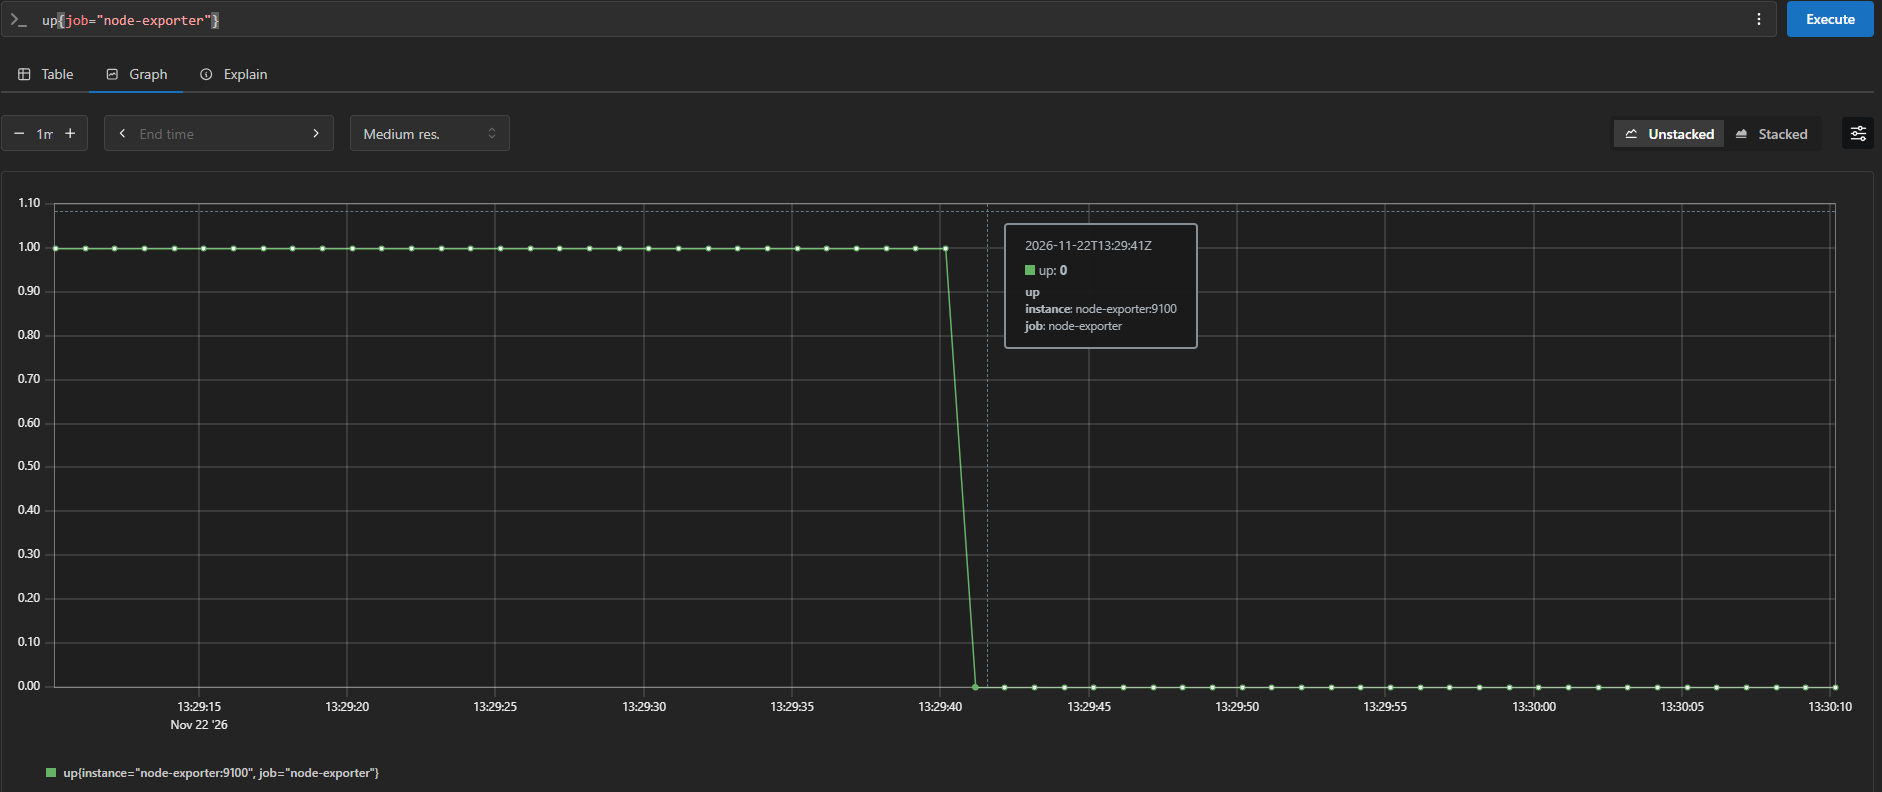 up{job="node-exporter"}
Execute
Table
Graph
Explain
1m
End time
Medium res.
Unstacked
Stacked
1.10
1.00
0.90
0.80
0.70
0.60
0.50
0.40
0.30
0.20
0.10
0.00
2026-11-22T13:29:41Z
up: 0
up
instance: node-exporter:9100
job: node-exporter
13:29:15
Nov 22 '26
13:29:20
13:29:25
13:29:30
13:29:35
13:29:40
13:29:45
13:29:50
13:29:55
13:30:00
13:30:05
13:30:10
up{instance="node-exporter:9100", job="node-exporter"}